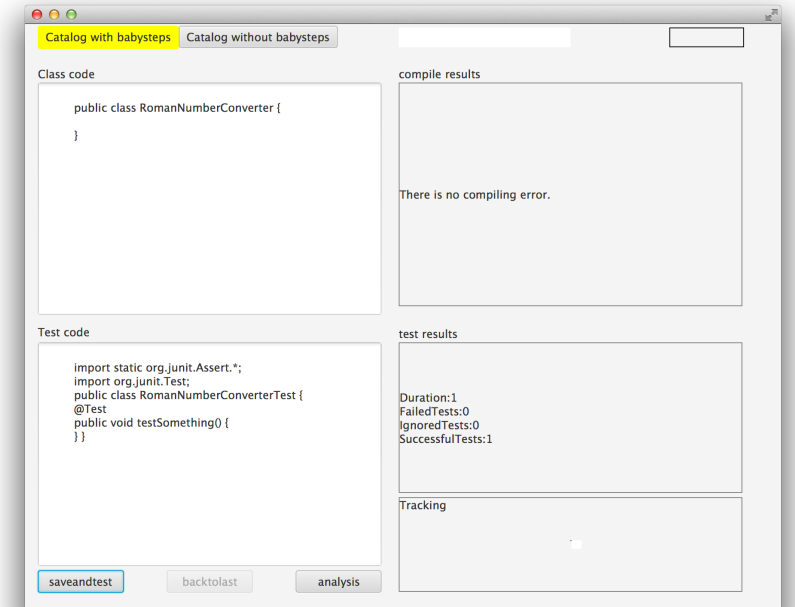 Catalog with babysteps
Catalog without babysteps
Class code
public class RomanNumberConverter {
}
compile results
There is no compiling error.
Test code
import static org.junit.Assert.*;
import org.junit.Test;
public class RomanNumberConverterTest {
@Test
public void testSomething() {
} }
test results
Duration:1
FailedTests:0
IgnoredTests:0
SuccessfulTests:1
Tracking
saveandtest
backtolast
analysis